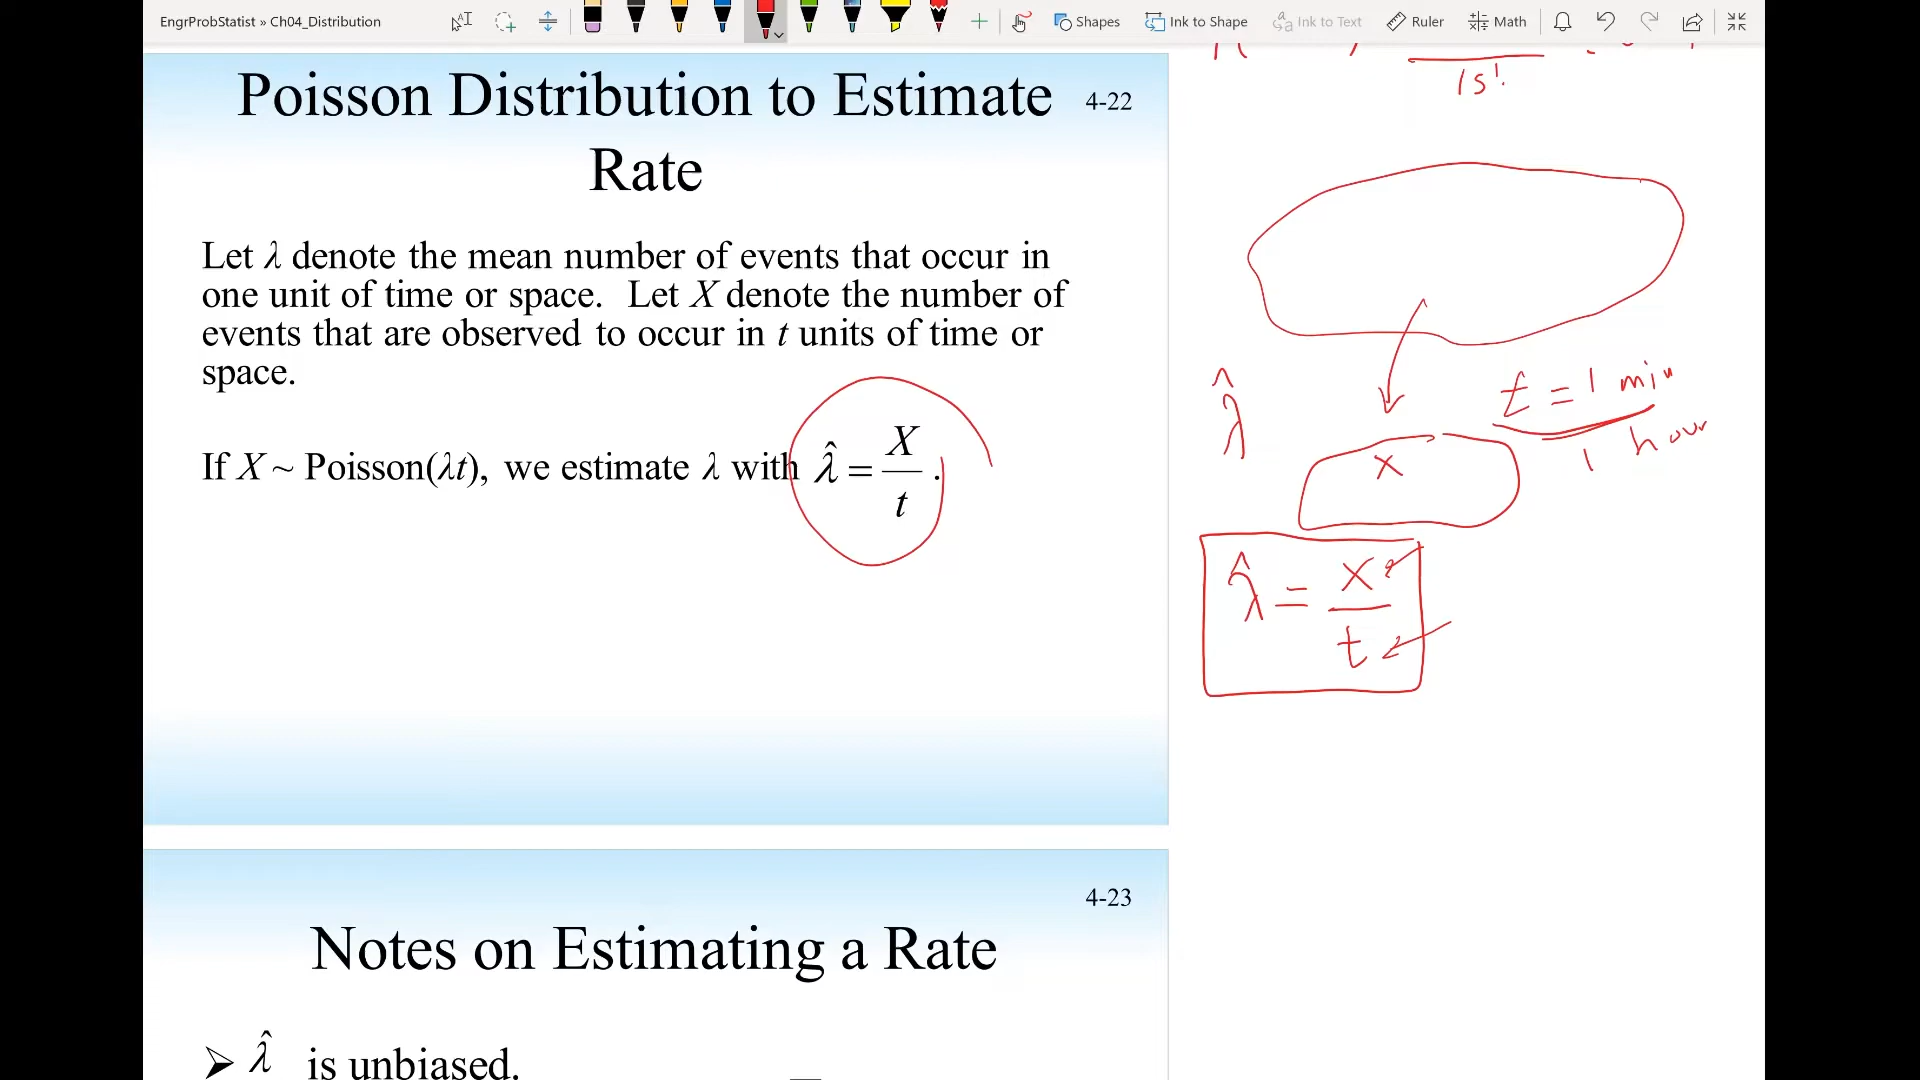 EngrProbStatist » Ch04_Distribution
Shapes
Ink to Shape
Ink to Text
Ruler
Math
Poisson Distribution to Estimate
Rate
4-22
Let λ denote the mean number of events that occur in
one unit of time or space. Let X denote the number of
events that are observed to occur in t units of time or
space.
If X ~ Poisson(λt), we estimate λ with λ̂ = X/t.
4-23
Notes on Estimating a Rate
➢ λ̂ is unbiased.
15!
λ̂
t = 1 min
1 hour
X
λ̂ = X/t